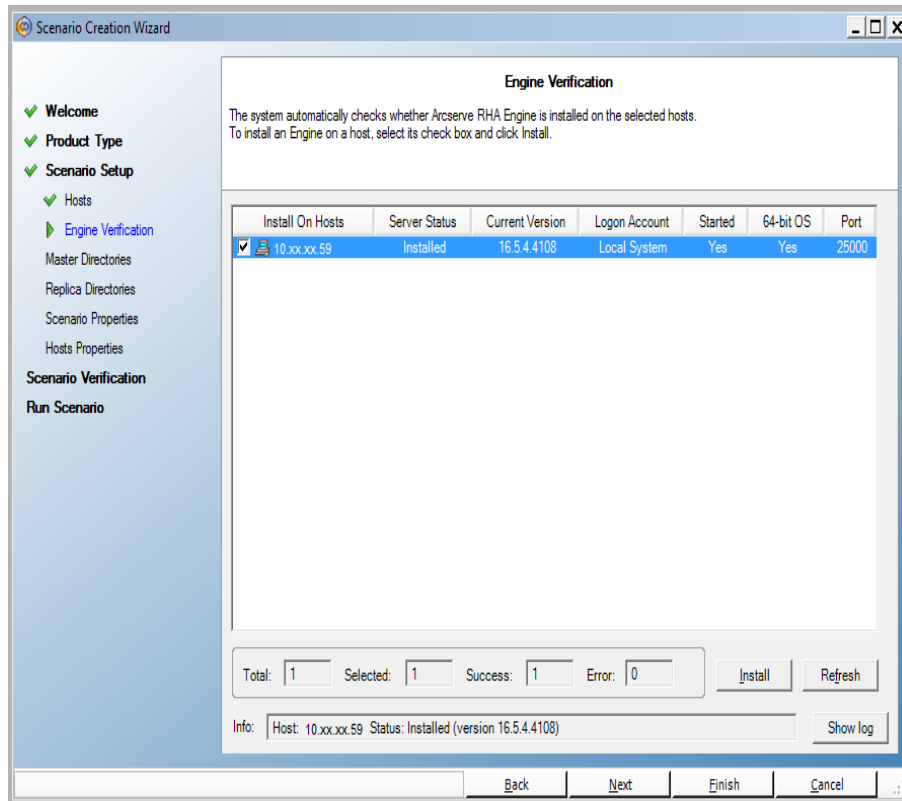 Scenario Creation Wizard
Welcome
Product Type
Scenario Setup
Hosts
Engine Verification
Master Directories
Replica Directories
Scenario Properties
Hosts Properties
Scenario Verification
Run Scenario
Engine Verification
The system automatically checks whether Arcserve RHA Engine is installed on the selected hosts.
To install an Engine on a host, select its check box and click Install.
Install On Hosts Server Status Current Version Logon Account Started 64-bit OS Port
10.xx.xx.59 Installed 16.5.4.4108 Local System Yes Yes 25000
Total: 1 Selected: 1 Success: 1 Error: 0 Install Refresh
Info: Host: 10.xx.xx.59 Status: Installed (version 16.5.4.4108) Show log
Back Next Finish Cancel